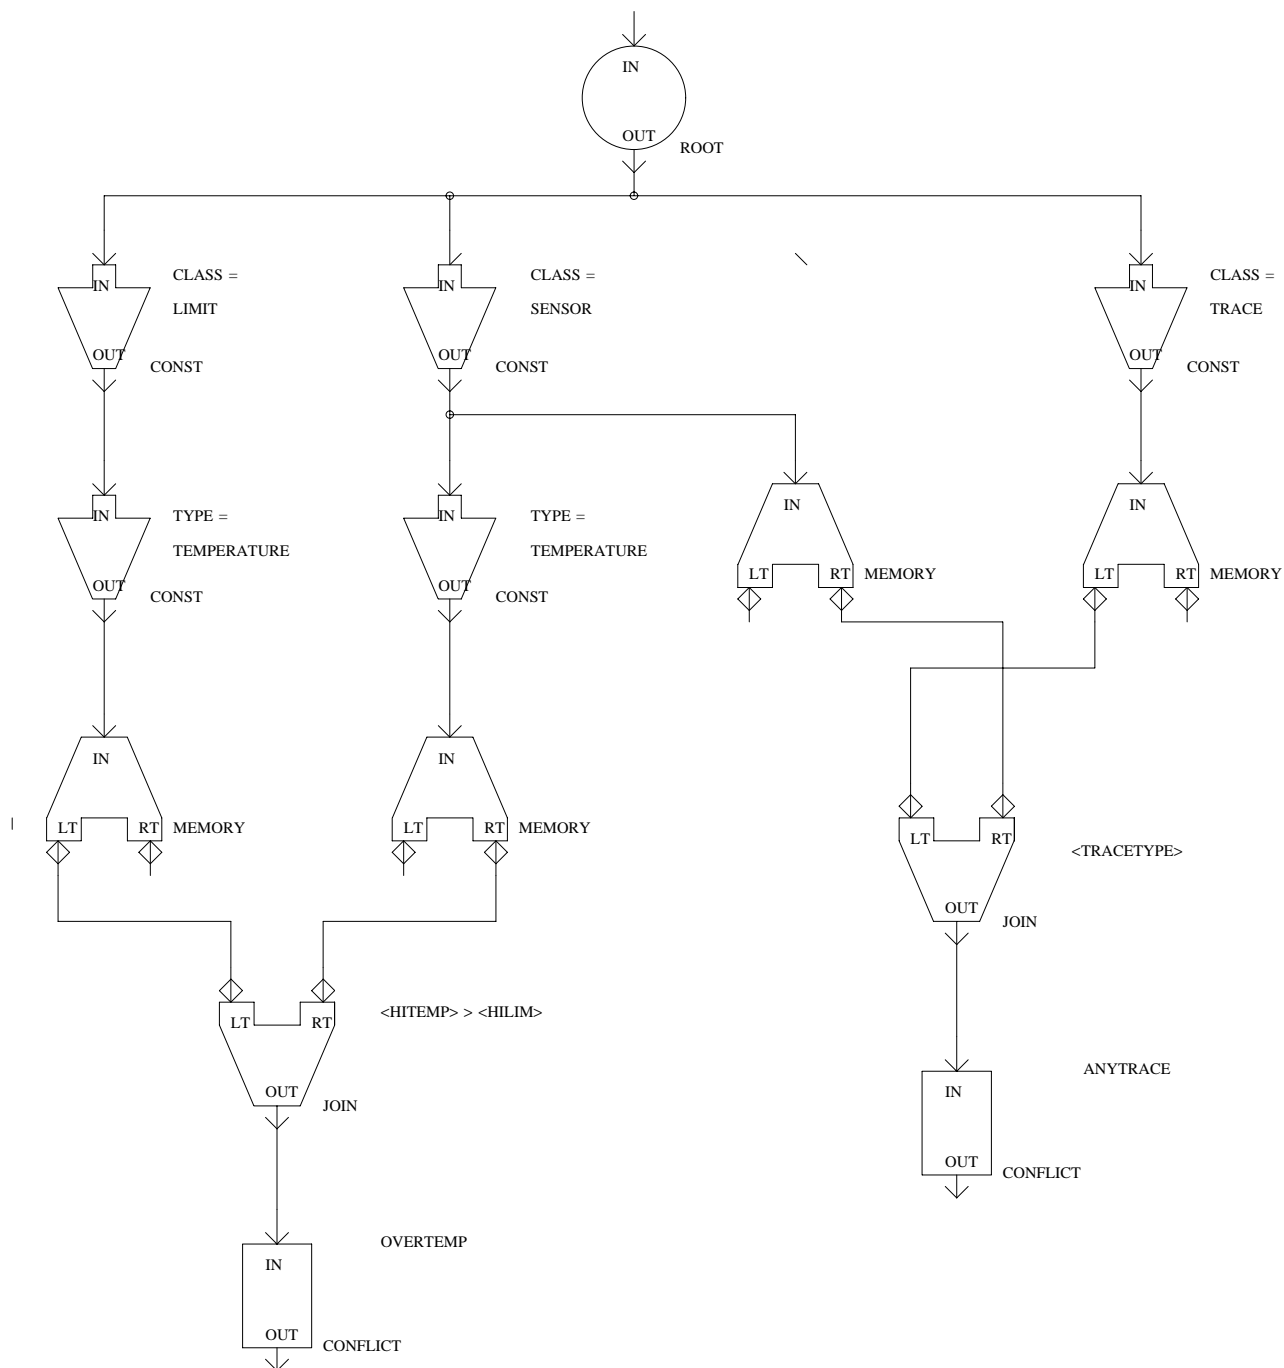 IN
OUT
ROOT
IN
CLASS =
LIMIT
OUT
CONST
IN
CLASS =
SENSOR
OUT
CONST
IN
CLASS =
TRACE
OUT
CONST
IN
TYPE =
TEMPERATURE
OUT
CONST
IN
TYPE =
TEMPERATURE
OUT
CONST
IN
LT
RT
MEMORY
IN
LT
RT
MEMORY
IN
LT
RT
MEMORY
IN
LT
RT
MEMORY
LT
RT
<TRACETYPE>
OUT
JOIN
LT
RT
<HITEMP> > <HILIM>
OUT
JOIN
ANYTRACE
IN
OUT
CONFLICT
OVERTEMP
IN
OUT
CONFLICT